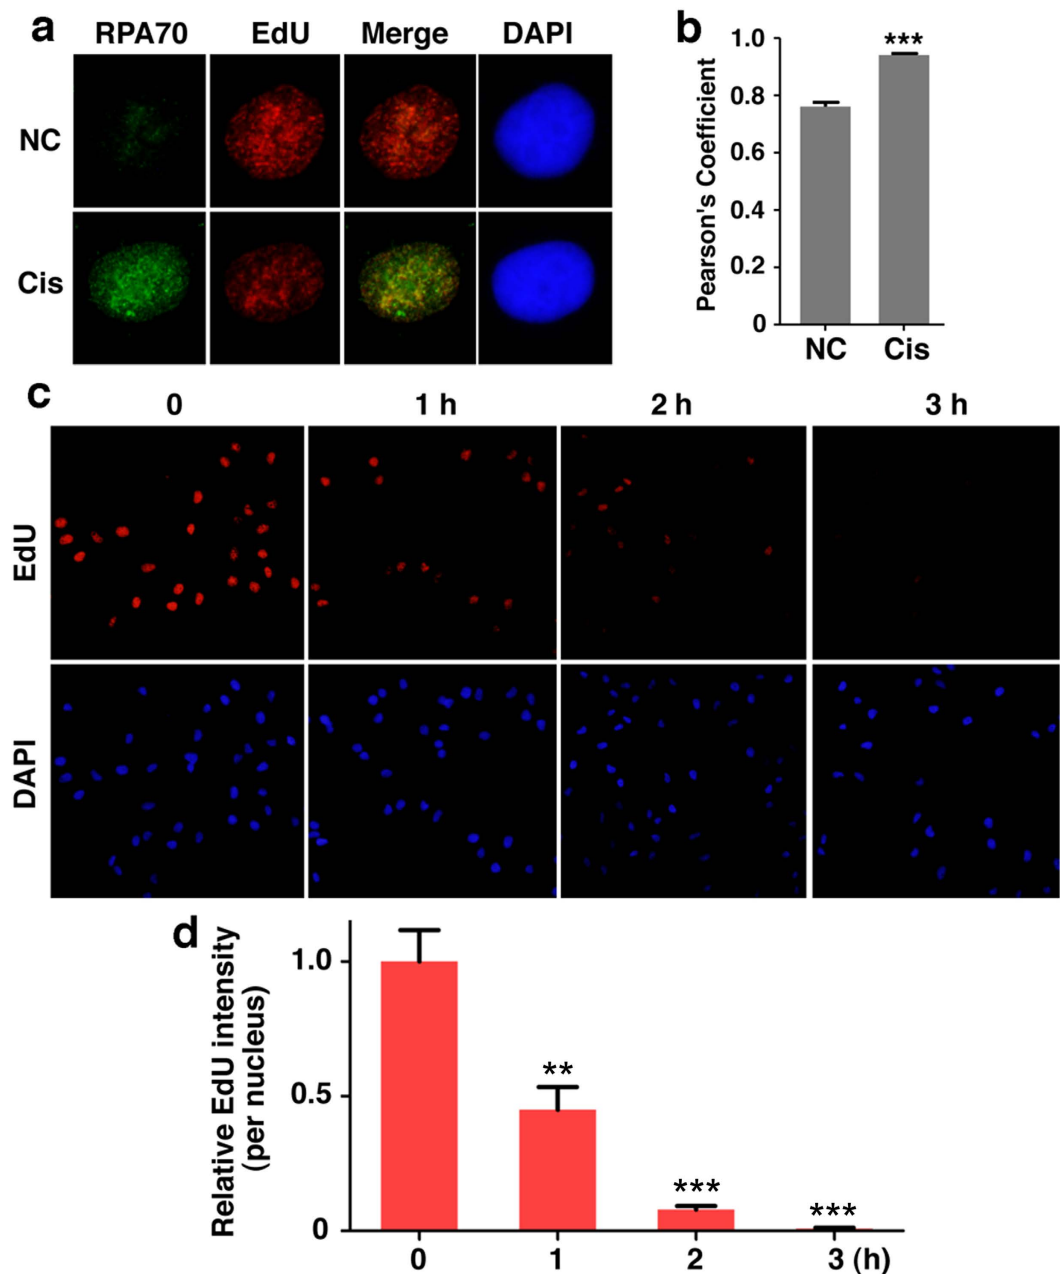 a
RPA70 EdU Merge DAPI
NC
Cis
b
***
Pearson's Coefficient
1.0
0.8
0.6
0.4
0.2
0
NC Cis
c
0 1 h 2 h 3 h
EdU
DAPI
d
Relative EdU intensity
(per nucleus)
1.0
0.5
0
**
***
***
0 1 2 3 (h)